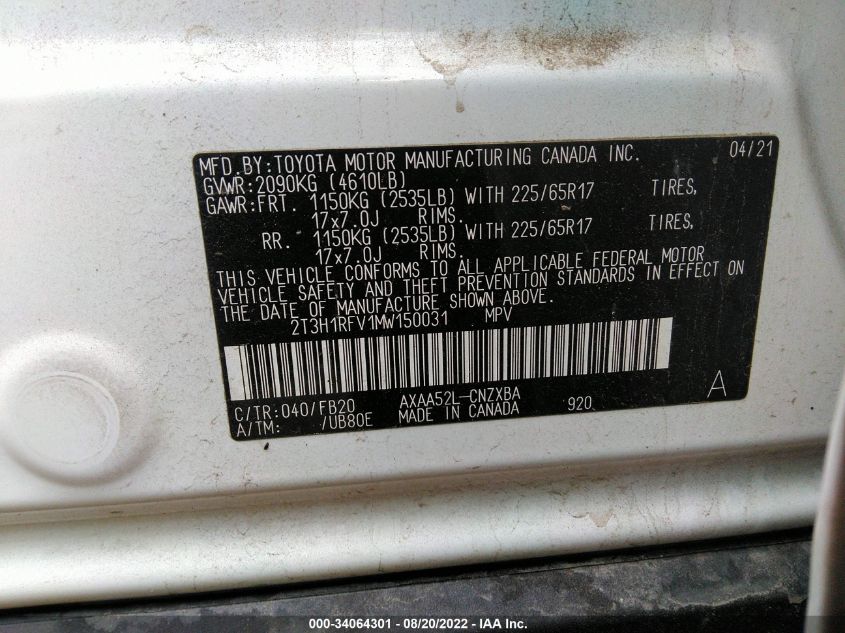 MFD.BY:TOYOTA MOTOR MANUFACTURING CANADA INC. 04/21
GVWR:2090KG (4610LB)
GAWR:FRT. 1150KG (2535LB) WITH 225/65R17 TIRES,
17x7.0J RIMS.
RR. 1150KG (2535LB) WITH 225/65R17 TIRES,
17x7.0J RIMS.
THIS VEHICLE CONFORMS TO ALL APPLICABLE FEDERAL MOTOR
VEHICLE SAFETY AND THEFT PREVENTION STANDARDS IN EFFECT ON
THE DATE OF MANUFACTURE SHOWN ABOVE.
2T3H1RFV1MW150031 MPV
C/TR:040/FB20 AXAA52L-CNZXBA 920 A
A/TM: /UB80E MADE IN CANADA
000-34064301 - 08/20/2022 - IAA Inc.